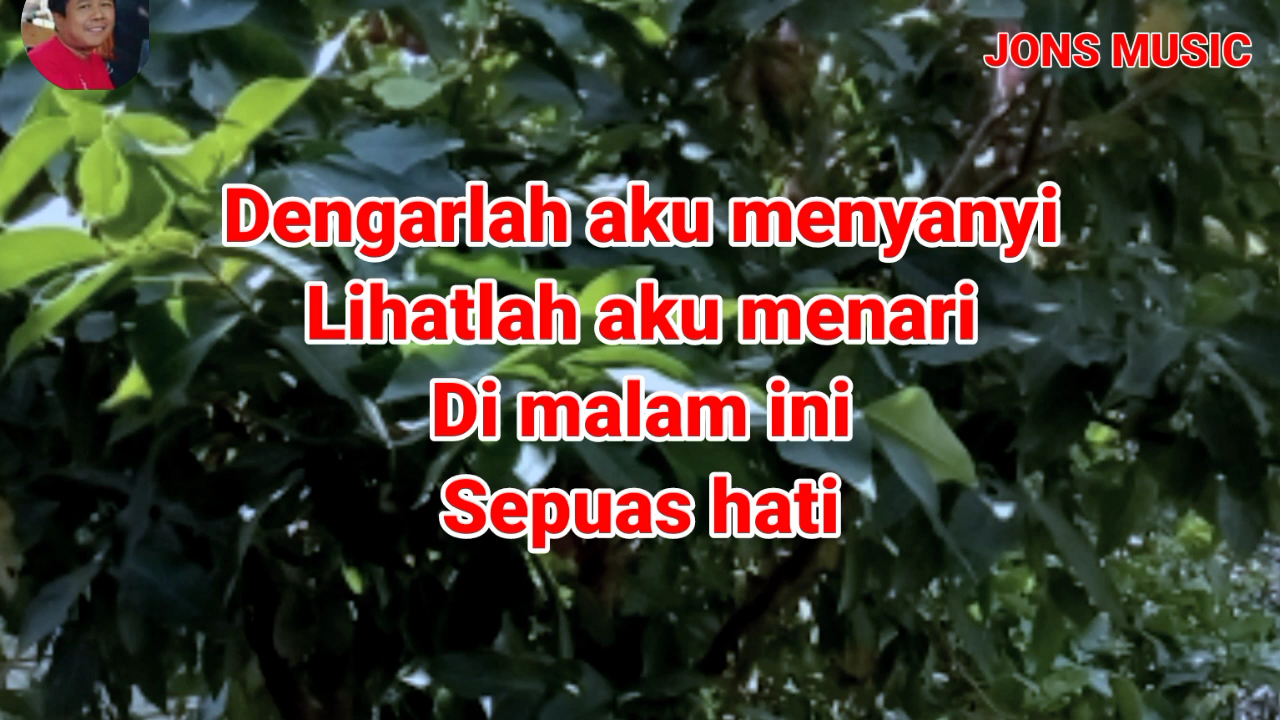 JONS MUSIC
Dengarlah aku menyanyi
Lihatlah aku menari
Di malam ini
Sepuas hati